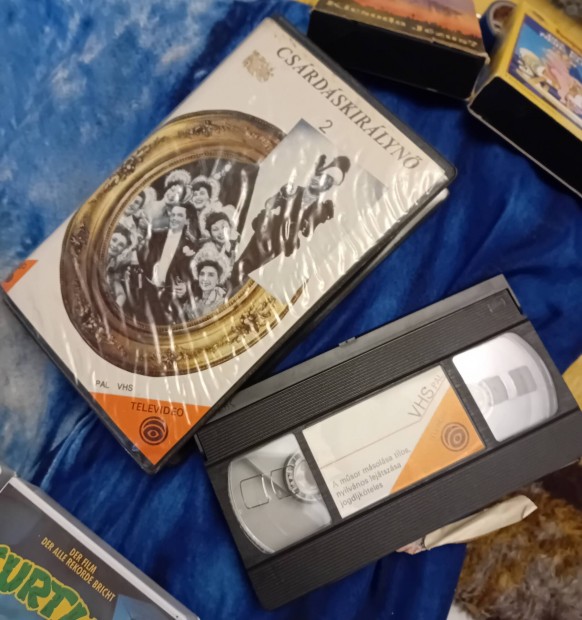 CSÁRDÁSKIRÁLYNŐ
2
PAL VHS
TELEVIDEO
VHS
A műsor másolása tilos
nyilvános lejátszása
jogdíjköteles
DER FILM
DER ALLE REKORDE BRICHT